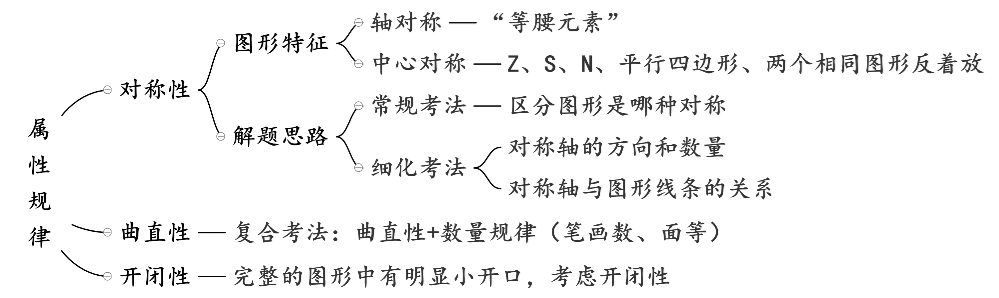 属性规律
对称性
图形特征
轴对称 — “等腰元素”
中心对称 — Z、S、N、平行四边形、两个相同图形反着放
解题思路
常规考法 — 区分图形是哪种对称
细化考法
对称轴的方向和数量
对称轴与图形线条的关系
曲直性 — 复合考法：曲直性+数量规律（笔画数、面等）
开闭性 — 完整的图形中有明显小开口，考虑开闭性